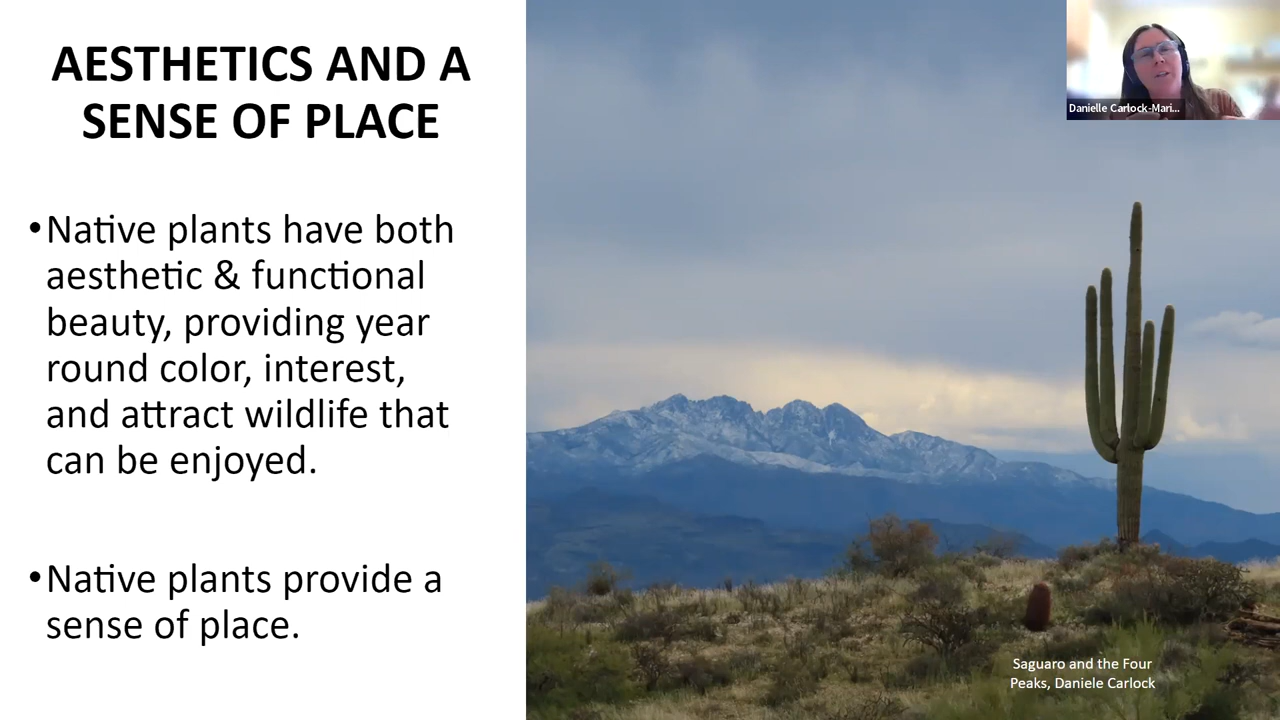 AESTHETICS AND A
SENSE OF PLACE
•Native plants have both
aesthetic & functional
beauty, providing year
round color, interest,
and attract wildlife that
can be enjoyed.
•Native plants provide a
sense of place.
Danielle Carlock-Mari...
Saguaro and the Four
Peaks, Daniele Carlock